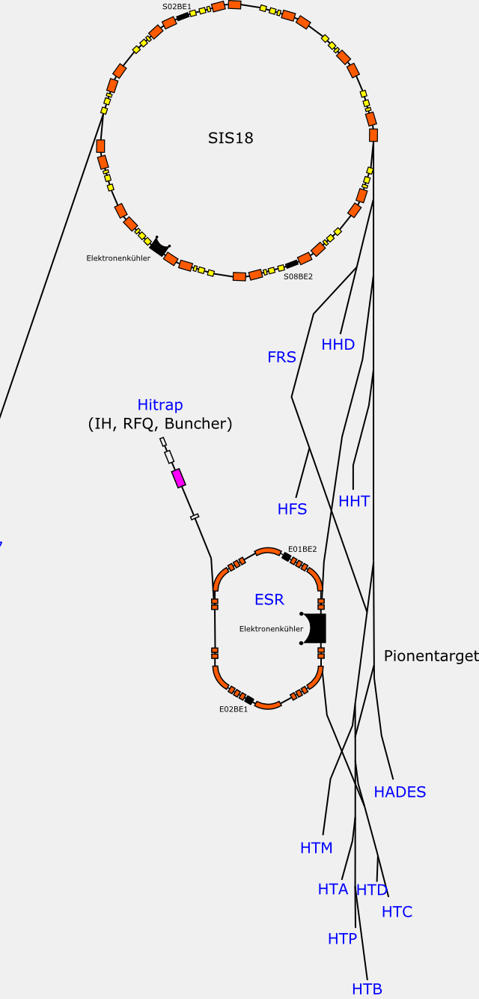 S02BE1
SIS18
Elektronenkühler
S08BE2
HHD
FRS
Hitrap
(IH, RFQ, Buncher)
HHT
HFS
E01BE2
ESR
Elektronenkühler
Pionentarget
E02BE1
HADES
HTM
HTA
HTD
HTC
HTP
HTB